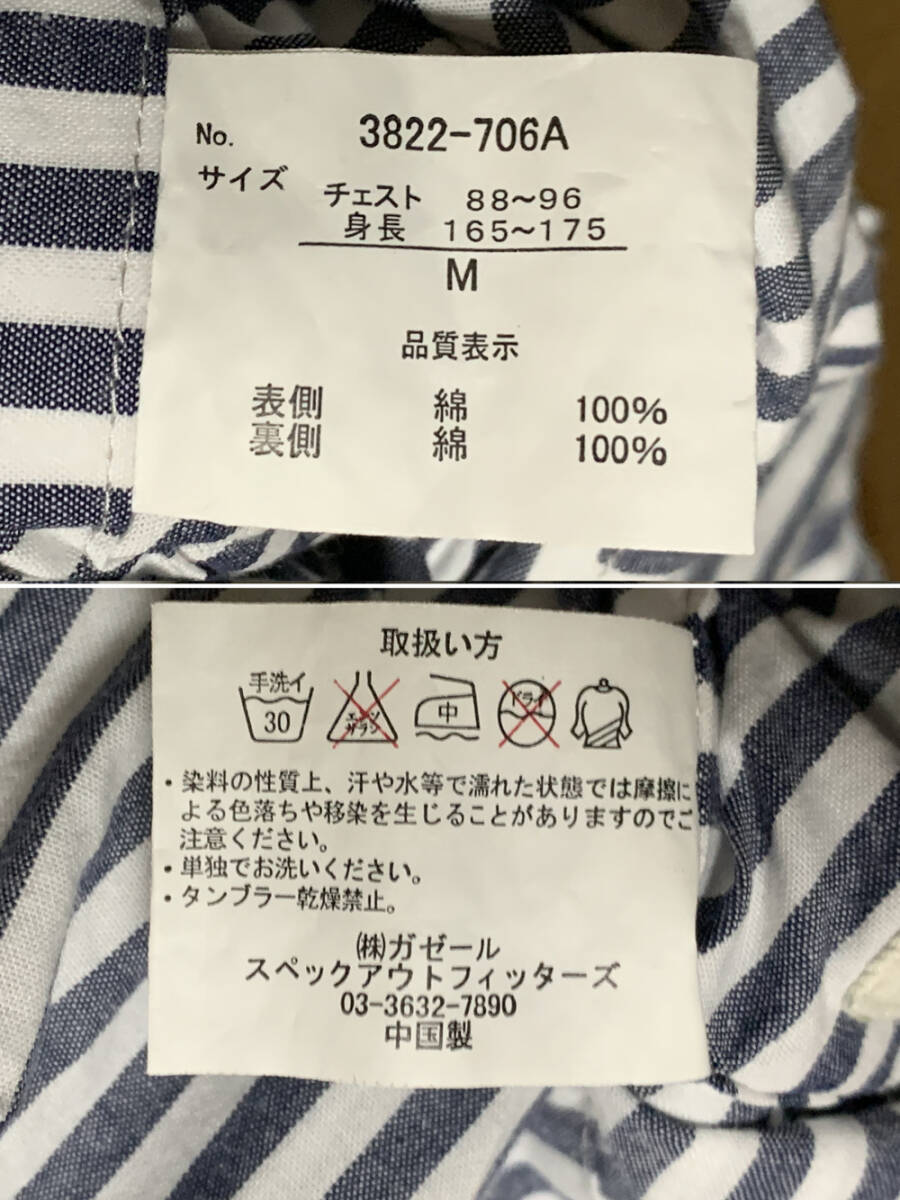 No. 3822-706A
サイズ チェスト 88～96
身長 165～175
M
品質表示
表側 綿 100%
裏側 綿 100%
取扱い方
手洗イ
30
エンソ
サラシ
中
ドライ
・染料の性質上、汗や水等で濡れた状態では摩擦に
よる色落ちや移染を生じることがありますのでご
注意ください。
・単独でお洗いください。
・タンブラー乾燥禁止。
㈱ガゼール
スペックアウトフィッターズ
03-3632-7890
中国製